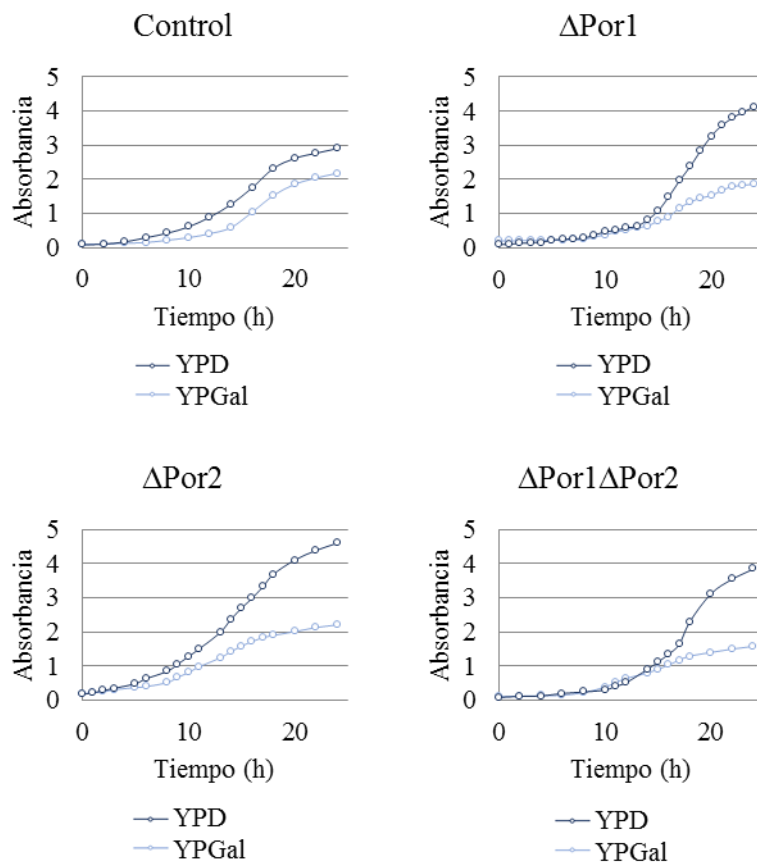 Control
5
4
3
2
1
0
Absorbancia
0 10 20
Tiempo (h)
YPD
YPGal
ΔPor1
5
4
3
2
1
0
Absorbancia
0 10 20
Tiempo (h)
YPD
YPGal
ΔPor2
5
4
3
2
1
0
Absorbancia
0 10 20
Tiempo (h)
YPD
YPGal
ΔPor1ΔPor2
5
4
3
2
1
0
Absorbancia
0 10 20
Tiempo (h)
YPD
YPGal